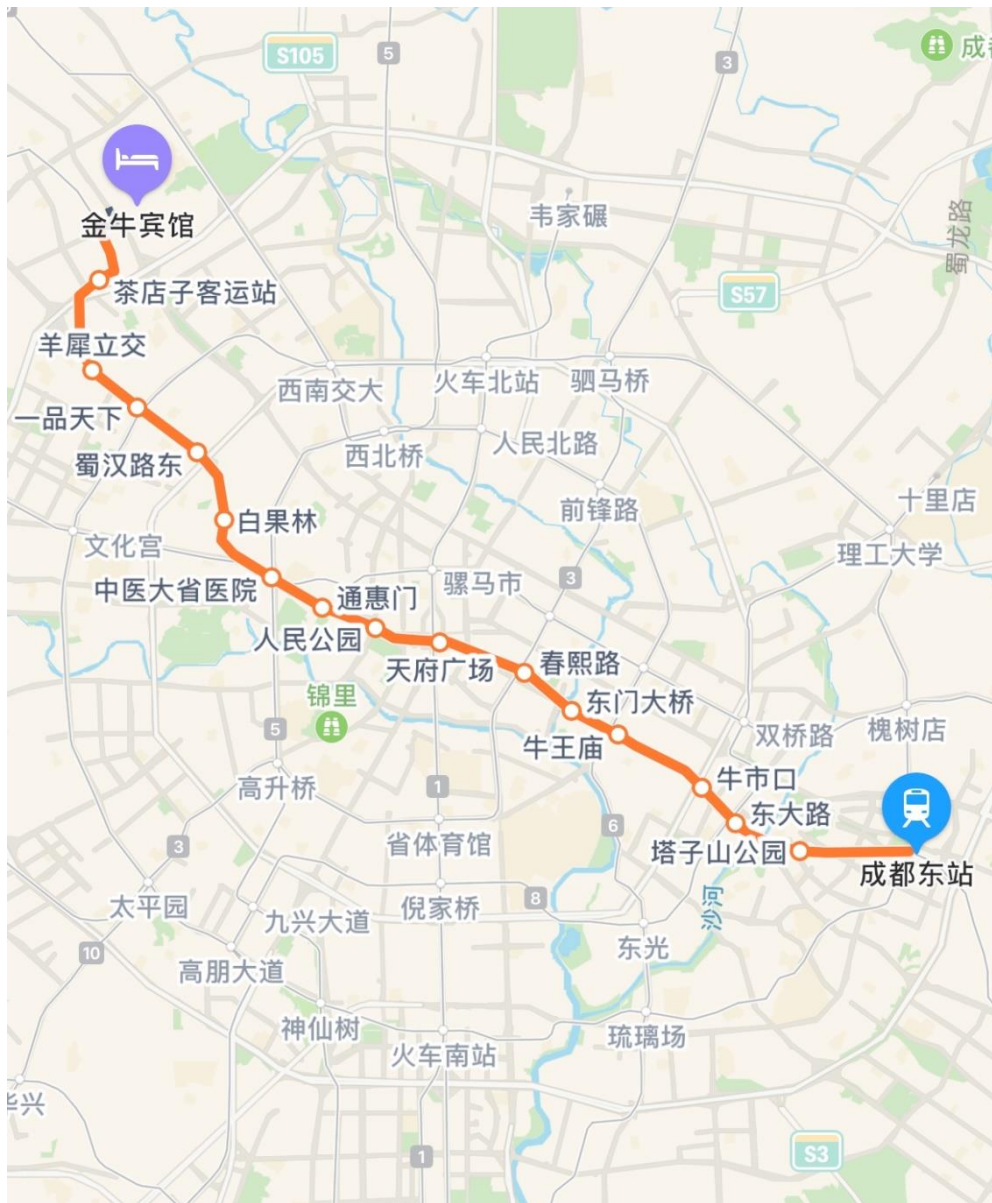 S105
5
3
成都
金牛宾馆
韦家碾
蜀龙路
茶店子客运站
S57
羊犀立交
西南交大
火车北站
驷马桥
一品天下
西北桥
人民北路
蜀汉路东
前锋路
十里店
白果林
文化宫
理工大学
骡马市
3
中医大省医院
通惠门
人民公园
天府广场
春熙路
锦里
东门大桥
5
牛王庙
双桥路
槐树店
高升桥
1
牛市口
东大路
3
省体育馆
6
塔子山公园
成都东站
太平园
九兴大道
倪家桥
8
沙河
东光
10
高朋大道
神仙树
火车南站
琉璃场
华兴
1
S3